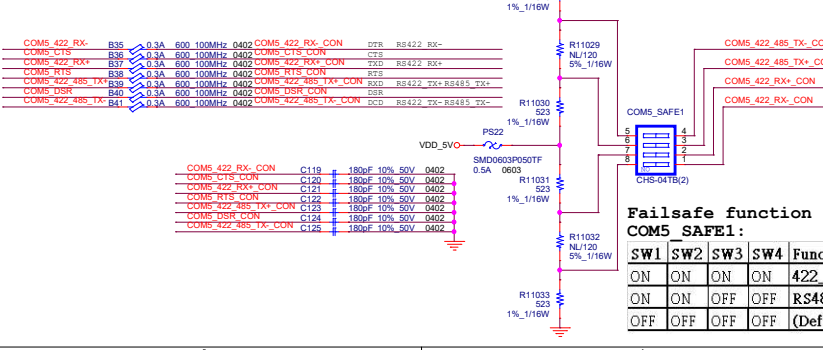 1%_1/16W
COM5_422_RX- B35 0.3A 600_100MHz 0402 COM5_422_RX-_CON DTR RS422 RX-
COM5_CTS B36 0.3A 600_100MHz 0402 COM5_CTS_CON CTS
COM5_422_RX+ B37 0.3A 600_100MHz 0402 COM5_422_RX+_CON TXD RS422 RX+
COM5_RTS B38 0.3A 600_100MHz 0402 COM5_RTS_CON RTS
COM5_422_485_TX+ B39 0.3A 600_100MHz 0402 COM5_422_485_TX+_CON RXD RS422 TX+RS485 TX+
COM5_DSR B40 0.3A 600_100MHz 0402 COM5_DSR_CON DSR
COM5_422_485_TX- B41 0.3A 600_100MHz 0402 COM5_422_485_TX-_CON DCD RS422 TX-RS485 TX-
R11029
NL/120
5%_1/16W
R11030
523
1%_1/16W
COM5_422_485_TX-_CO
COM5_422_485_TX+_CO
COM5_422_RX+_CON
COM5_422_RX-_CON
COM5_SAFE1
5 4
6 3
7 2
8 1
NO
CHS-04TB(2)
VDD_5V
PS22
SMD0603P050TF
0.5A 0603
COM5_422_RX-_CON C119 180pF 10% 50V 0402
COM5_CTS_CON C120 180pF 10% 50V 0402
COM5_422_RX+_CON C121 180pF 10% 50V 0402
COM5_RTS_CON C122 180pF 10% 50V 0402
COM5_422_485_TX+_CON C123 180pF 10% 50V 0402
COM5_DSR_CON C124 180pF 10% 50V 0402
COM5_422_485_TX-_CON C125 180pF 10% 50V 0402
R11031
523
1%_1/16W
R11032
NL/120
5%_1/16W
R11033
523
1%_1/16W
Failsafe function
COM5_SAFE1:
SW1 SW2 SW3 SW4 Func
ON ON ON ON 422_
ON ON OFF OFF RS48
OFF OFF OFF OFF (Def